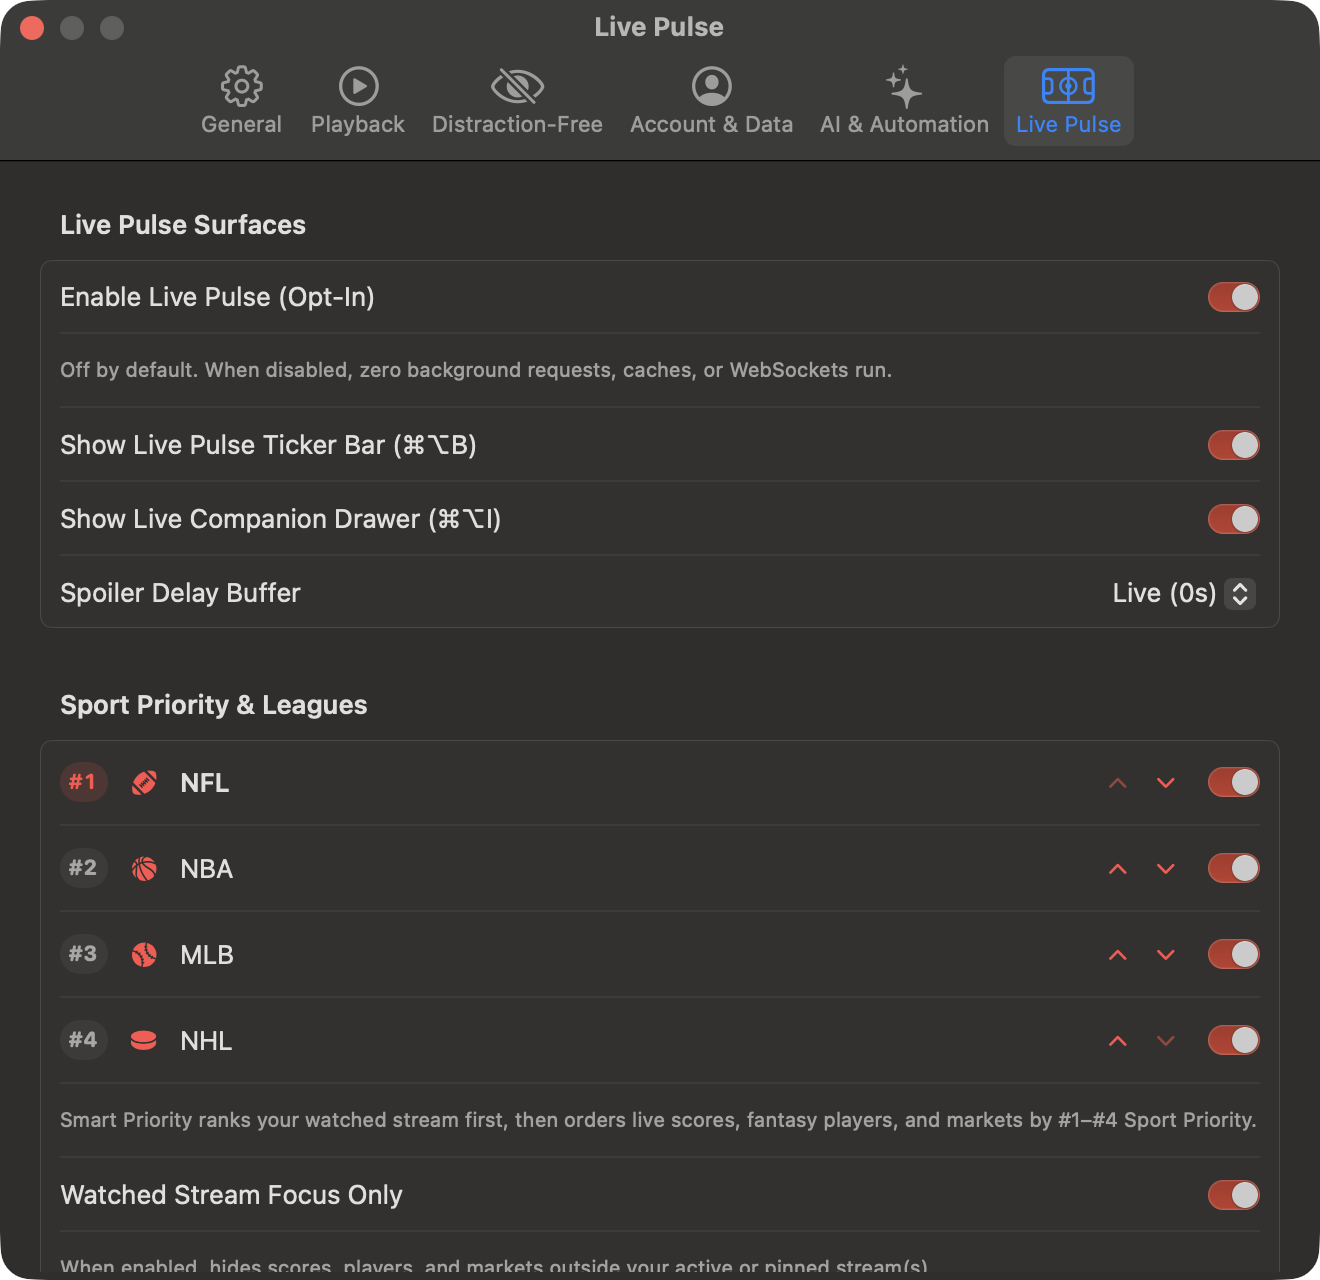 Live Pulse
General
Playback
Distraction-Free
Account & Data
AI & Automation
Live Pulse
Live Pulse Surfaces
Enable Live Pulse (Opt-In)
Off by default. When disabled, zero background requests, caches, or WebSockets run.
Show Live Pulse Ticker Bar (⌘⌥B)
Show Live Companion Drawer (⌘⌥I)
Spoiler Delay Buffer
Live (0s)
Sport Priority & Leagues
#1 NFL
#2 NBA
#3 MLB
#4 NHL
Smart Priority ranks your watched stream first, then orders live scores, fantasy players, and markets by #1–#4 Sport Priority.
Watched Stream Focus Only
When enabled, hides scores, players, and markets outside your active or pinned stream(s)